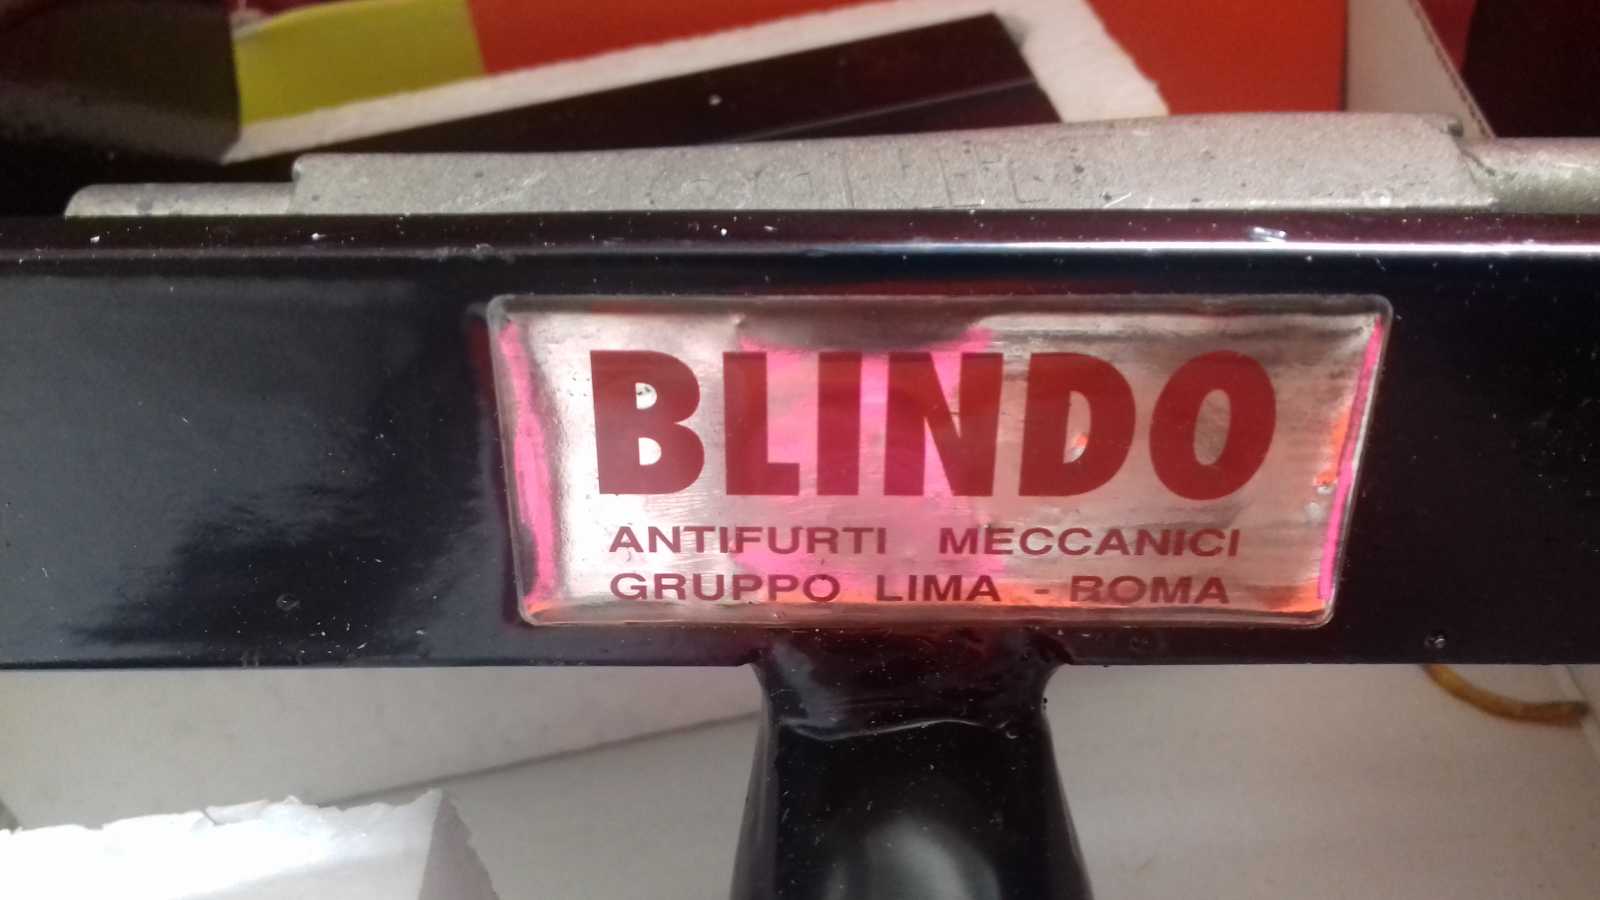 BLINDO
ANTIFURTI MECCANICI
GRUPPO LIMA - ROMA